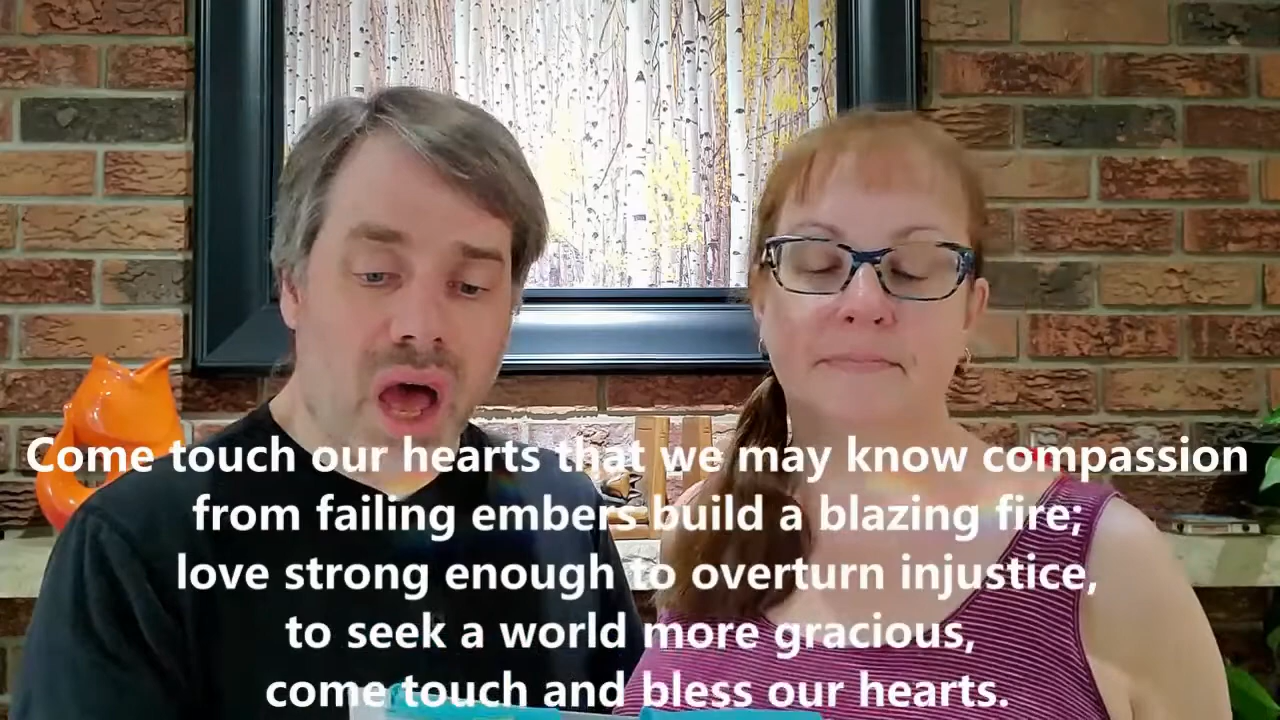 Come touch our hearts that we may know compassion
from failing embers build a blazing fire;
love strong enough to overturn injustice,
to seek a world more gracious,
come touch and bless our hearts.